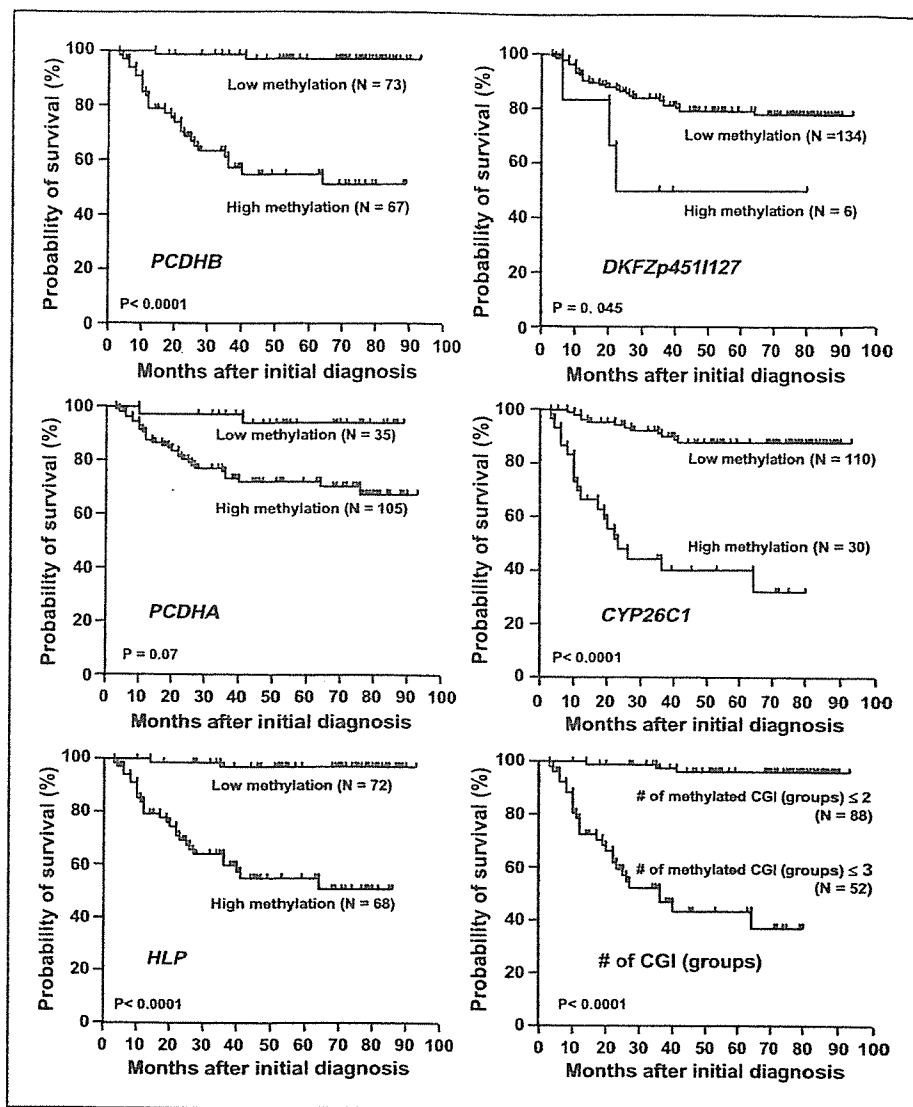 100
80
60
40
80
0
Probability of survival (%)
Low methylation (N = 73)
High methylation (N = 67)
PCDHB
P< 0.0001
0 10 20 30 40 50 60 70 80 90 100
Months after initial diagnosis
100
80
60
40
80
0
Probability of survival (%)
Low methylation (N =134)
High methylation (N = 6)
DKFZp451I127
P = 0. 045
0 10 20 30 40 50 60 70 80 90 100
Months after initial diagnosis
100
80
60
40
80
0
Probability of survival (%)
Low methylation (N = 35)
High methylation (N = 105)
PCDHA
P = 0.07
0 10 20 30 40 50 60 70 80 90 100
Months after initial diagnosis
100
80
60
40
80
0
Probability of survival (%)
Low methylation (N = 110)
High methylation (N = 30)
CYP26C1
P< 0.0001
0 10 20 30 40 50 60 70 80 90 100
Months after initial diagnosis
100
80
60
40
80
0
Probability of survival (%)
Low methylation (N = 72)
High methylation (N = 68)
HLP
P< 0.0001
0 10 20 30 40 50 60 70 80 90 100
Months after initial diagnosis
100
80
60
40
80
0
Probability of survival (%)
# of methylated CGI (groups) ≤ 2
(N = 88)
# of methylated CGI (groups) ≤ 3
(N = 52)
# of CGI (groups)
P< 0.0001
0 10 20 30 40 50 60 70 80 90 100
Months after initial diagnosis